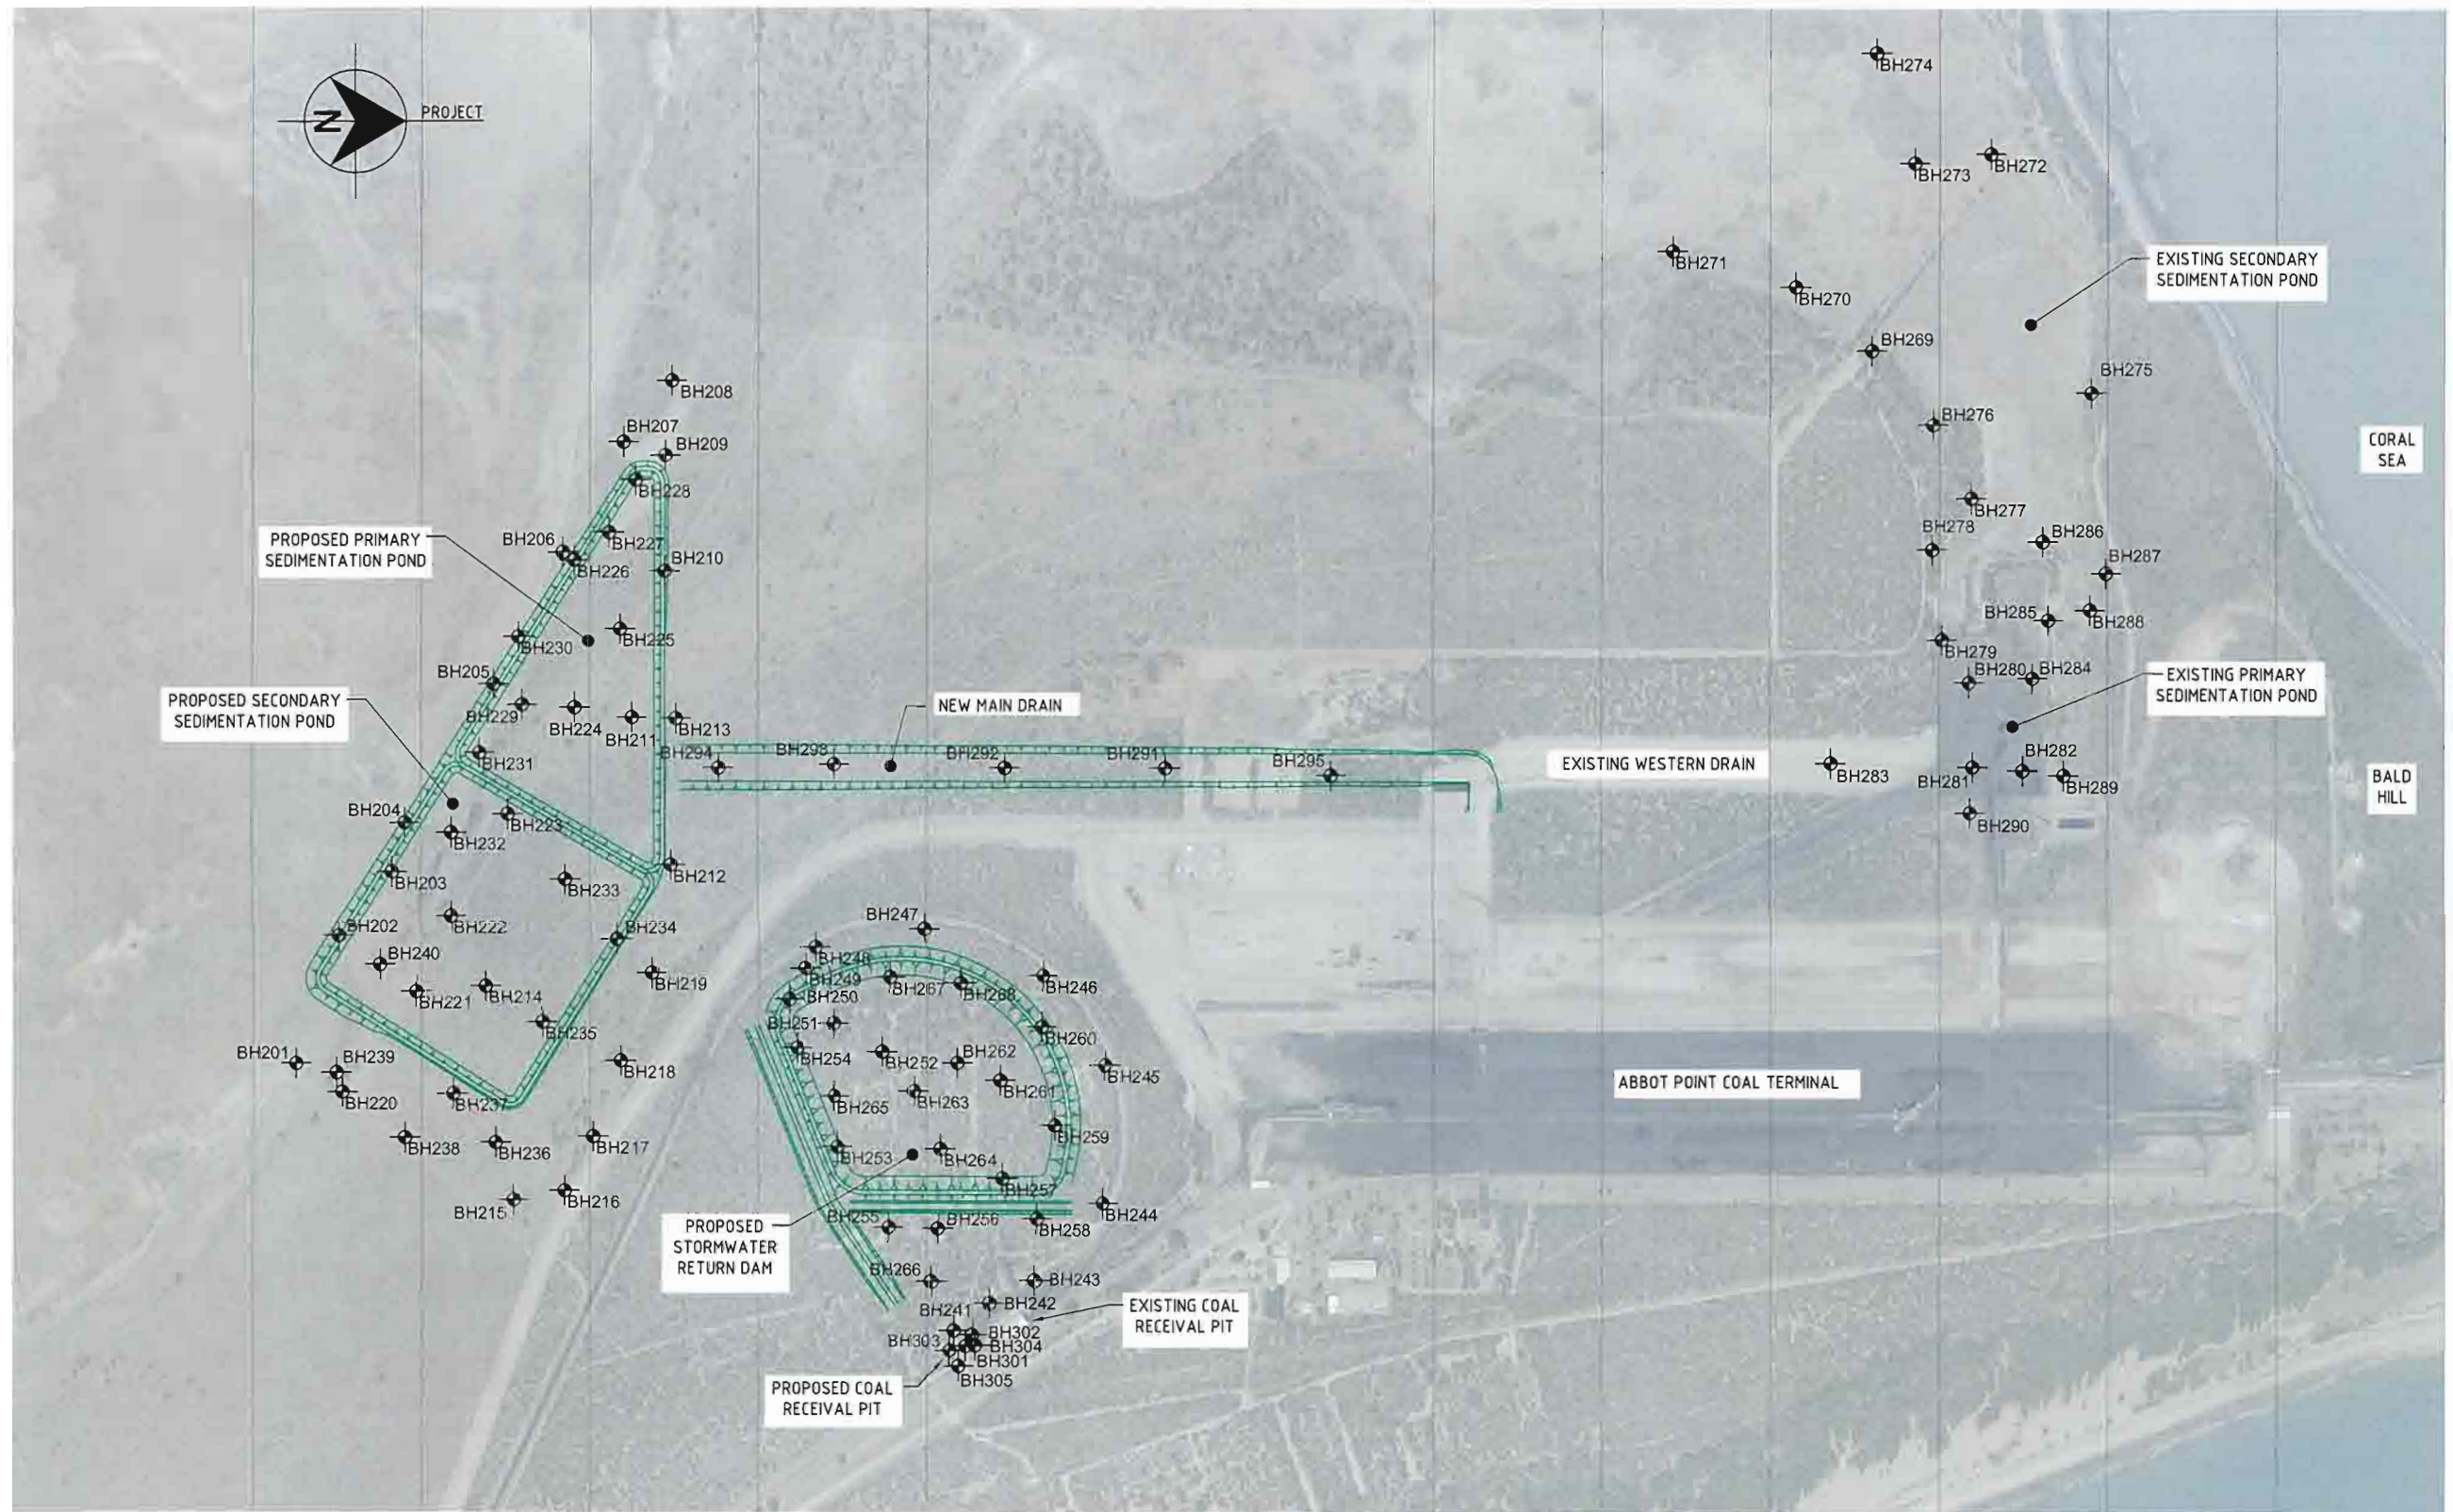 N
PROJECT
BH274
BH273
BH272
BH271
BH270
EXISTING SECONDARY
SEDIMENTATION POND
BH269
BH275
BH208
BH276
BH207
BH209
CORAL
SEA
BH228
BH277
BH278
BH286
BH287
PROPOSED PRIMARY
SEDIMENTATION POND
BH206
BH227
BH226
BH210
BH285
BH288
BH225
BH230
BH279
BH205
BH280
BH284
EXISTING PRIMARY
SEDIMENTATION POND
PROPOSED SECONDARY
SEDIMENTATION POND
BH229
BH224
BH211
BH213
NEW MAIN DRAIN
BH294
BH293
BH292
BH291
BH295
EXISTING WESTERN DRAIN
BH283
BH281
BH282
BH289
BALD
HILL
BH231
BH204
BH223
BH232
BH290
BH203
BH233
BH212
BH202
BH222
BH234
BH247
BH240
BH248
BH249
BH219
BH221
BH214
BH250
BH267
BH268
BH246
BH235
BH251
BH260
BH201
BH239
BH218
BH254
BH252
BH262
BH245
ABBOT POINT COAL TERMINAL
BH220
BH237
BH265
BH263
BH261
BH238
BH236
BH217
BH253
BH264
BH259
BH215
BH216
BH257
BH244
PROPOSED
STORMWATER
RETURN DAM
BH255
BH256
BH258
BH266
BH243
BH241
BH242
EXISTING COAL
RECEIVAL PIT
BH303
BH302
BH304
BH301
BH305
PROPOSED COAL
RECEIVAL PIT